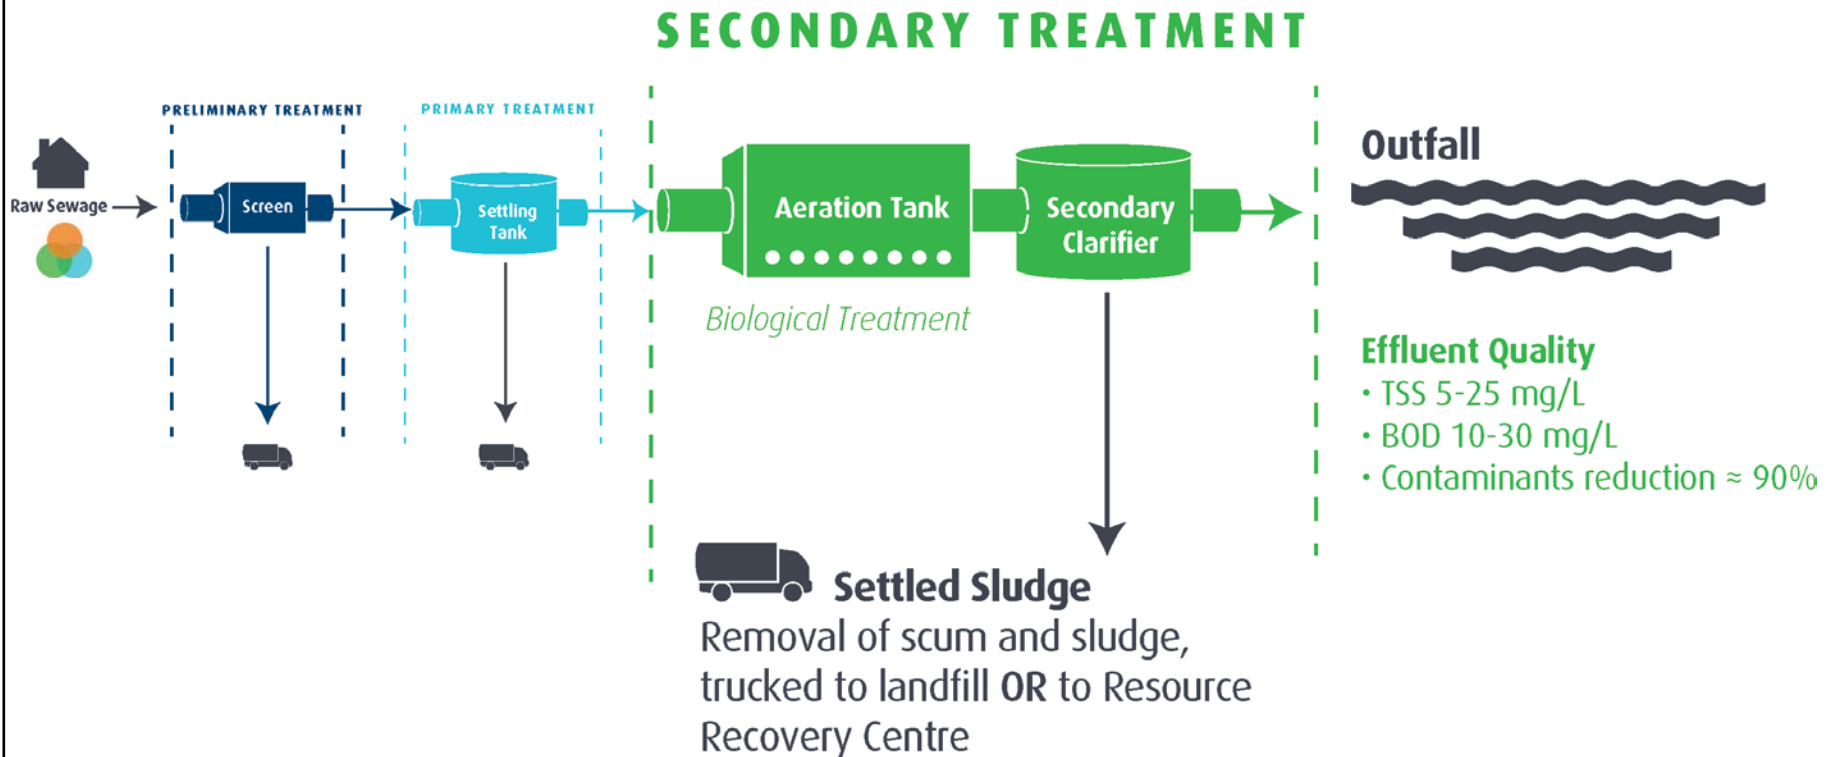 SECONDARY TREATMENT
PRELIMINARY TREATMENT
PRIMARY TREATMENT
Raw Sewage
Screen
Settling
Tank
Aeration Tank
Biological Treatment
Secondary
Clarifier
Outfall
Effluent Quality
• TSS 5-25 mg/L
• BOD 10-30 mg/L
• Contaminants reduction ≈ 90%
Settled Sludge
Removal of scum and sludge,
trucked to landfill OR to Resource
Recovery Centre